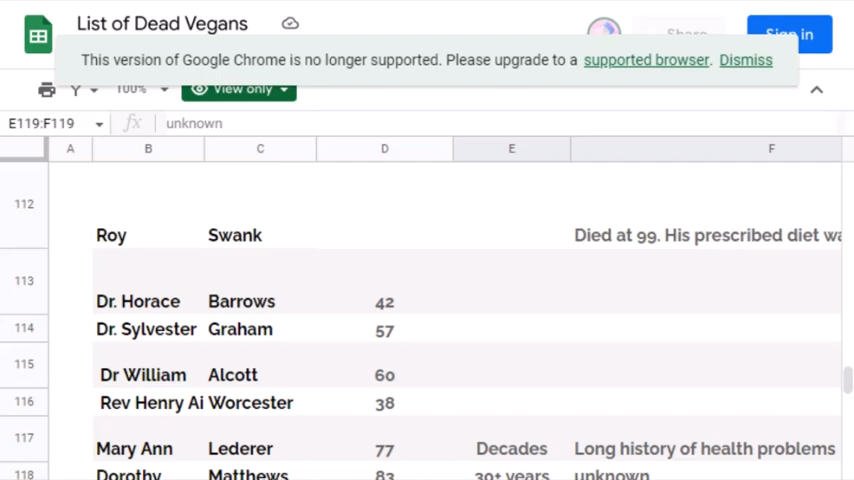 List of Dead Vegans
Share
Sign in
This version of Google Chrome is no longer supported. Please upgrade to a supported browser. Dismiss
100%
View only
E119:F119 fx unknown
A B C D E F
112 Roy Swank Died at 99. His prescribed diet wa
113 Dr. Horace Barrows 42
114 Dr. Sylvester Graham 57
115 Dr William Alcott 60
116 Rev Henry Ai Worcester 38
117 Mary Ann Lederer 77 Decades Long history of health problems
118 Dorothy Matthews 83 30+ years unknown